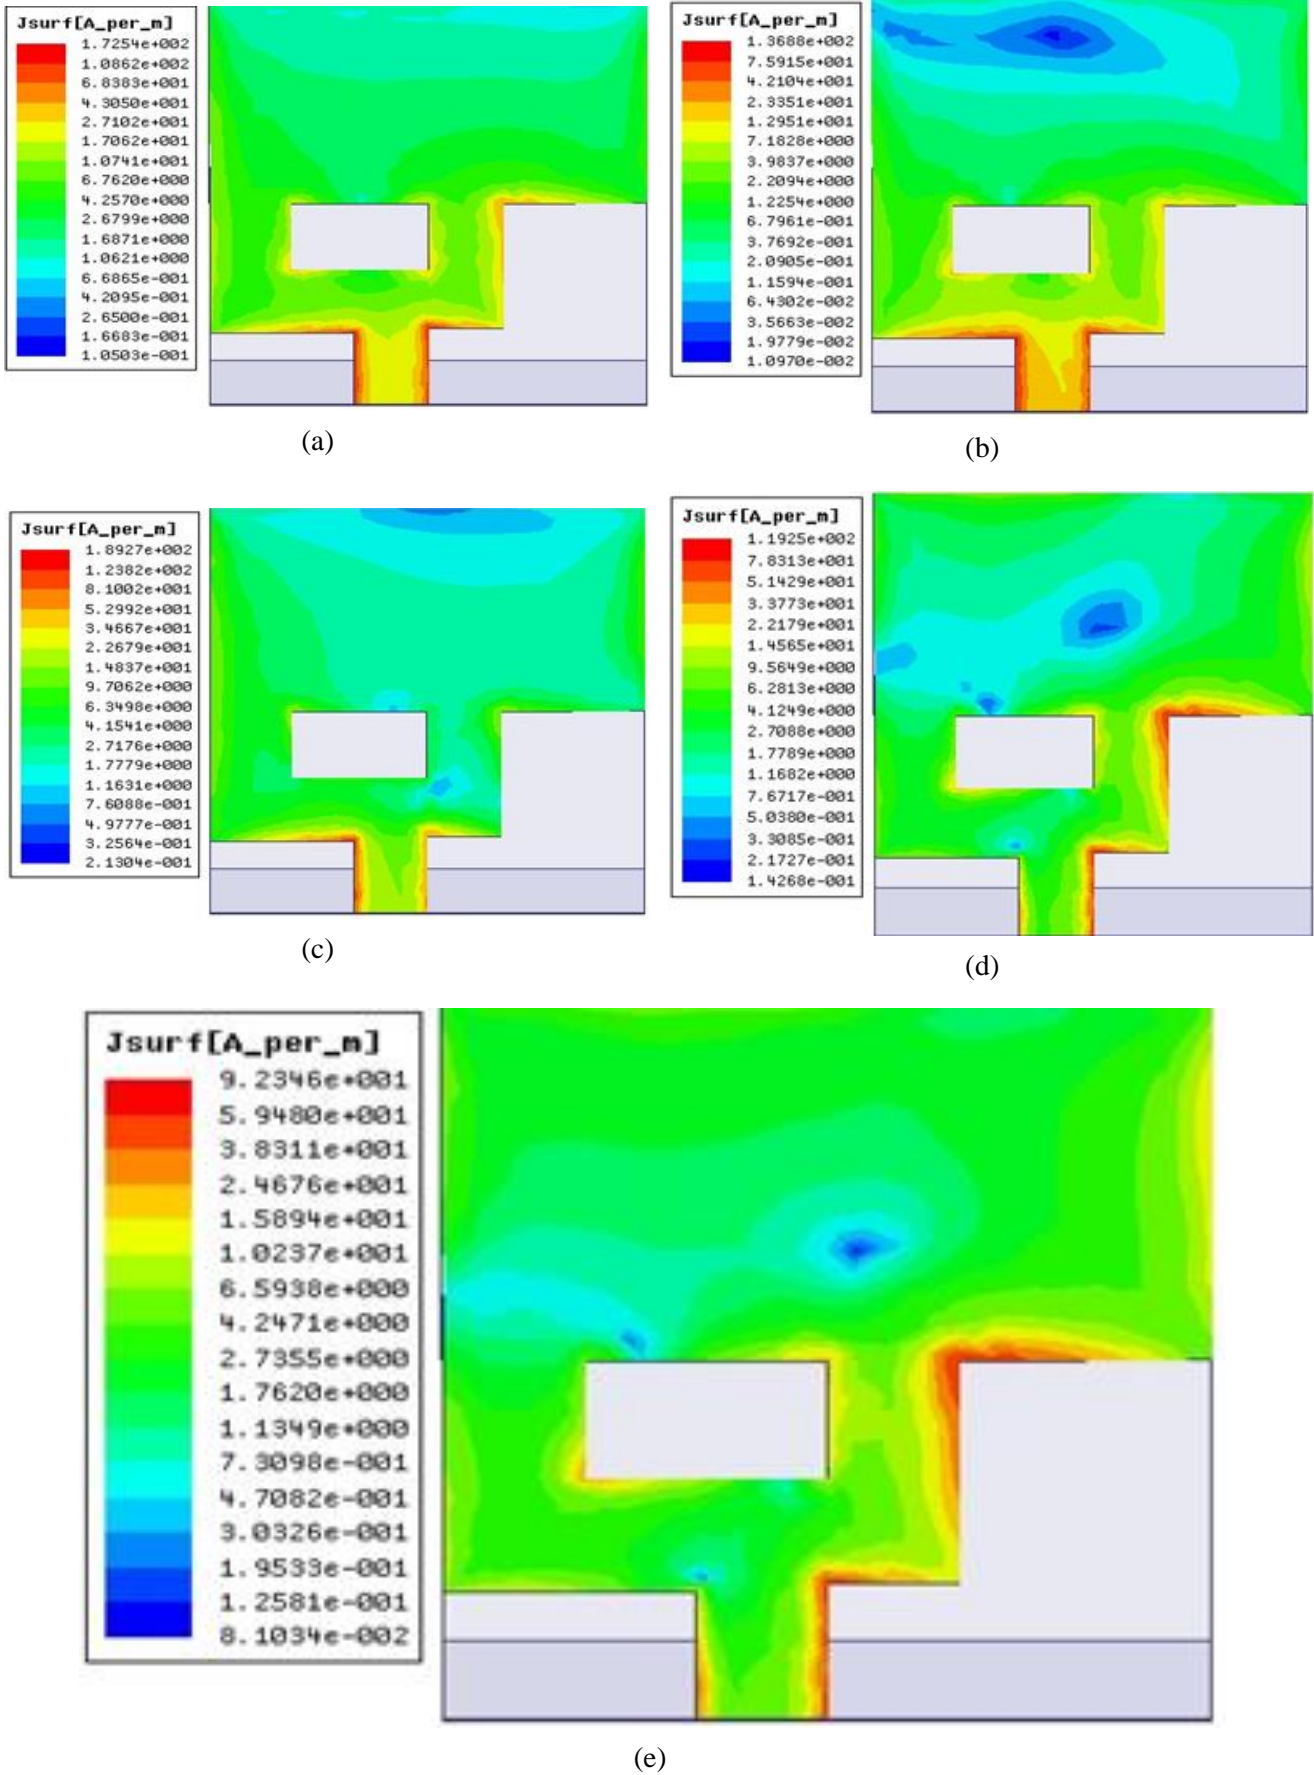 Jsurf[A_per_m]
1.7254e+002
1.0862e+002
6.8383e+001
4.3050e+001
2.7102e+001
1.7062e+001
1.0741e+001
6.7620e+000
4.2570e+000
2.6799e+000
1.6871e+000
1.0621e+000
6.6865e-001
4.2095e-001
2.6500e-001
1.6683e-001
1.0503e-001
(a)
Jsurf[A_per_m]
1.3688e+002
7.5915e+001
4.2104e+001
2.3351e+001
1.2951e+001
7.1828e+000
3.9837e+000
2.2094e+000
1.2254e+000
6.7961e-001
3.7692e-001
2.0905e-001
1.1594e-001
6.4302e-002
3.5663e-002
1.9779e-002
1.0970e-002
(b)
Jsurf[A_per_m]
1.8927e+002
1.2382e+002
8.1002e+001
5.2992e+001
3.4667e+001
2.2679e+001
1.4837e+001
9.7062e+000
6.3498e+000
4.1541e+000
2.7176e+000
1.7779e+000
1.1631e+000
7.6088e-001
4.9777e-001
3.2564e-001
2.1304e-001
(c)
Jsurf[A_per_m]
1.1925e+002
7.8313e+001
5.1429e+001
3.3773e+001
2.2179e+001
1.4565e+001
9.5649e+000
6.2813e+000
4.1249e+000
2.7088e+000
1.7789e+000
1.1682e+000
7.6717e-001
5.0380e-001
3.3085e-001
2.1727e-001
1.4268e-001
(d)
Jsurf[A_per_m]
9.2346e+001
5.9480e+001
3.8311e+001
2.4676e+001
1.5894e+001
1.0237e+001
6.5938e+000
4.2471e+000
2.7355e+000
1.7620e+000
1.1349e+000
7.3098e-001
4.7082e-001
3.0326e-001
1.9533e-001
1.2581e-001
8.1034e-002
(e)